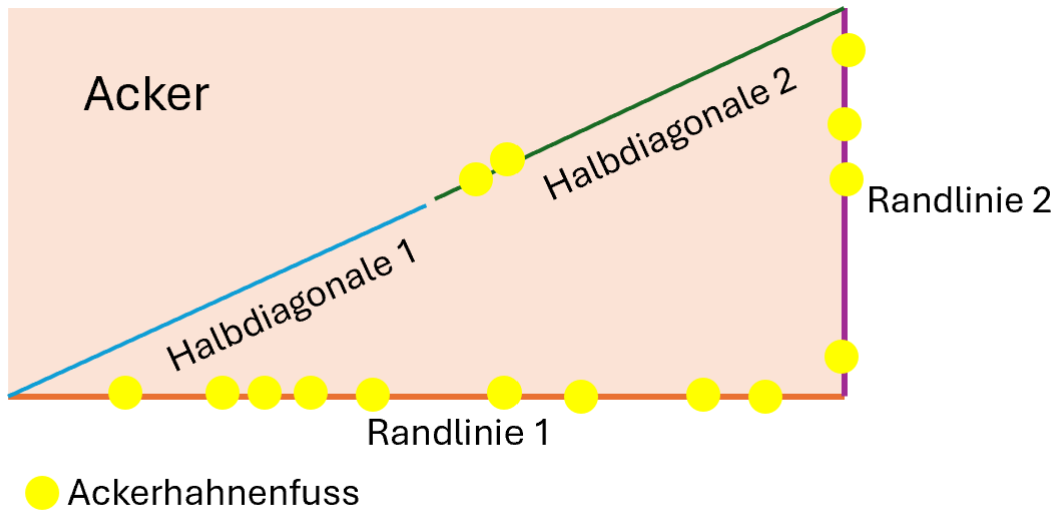 Acker
Halbdiagonale 2
Randlinie 2
Halbdiagonale 1
Randlinie 1
Ackerhahnenfuss